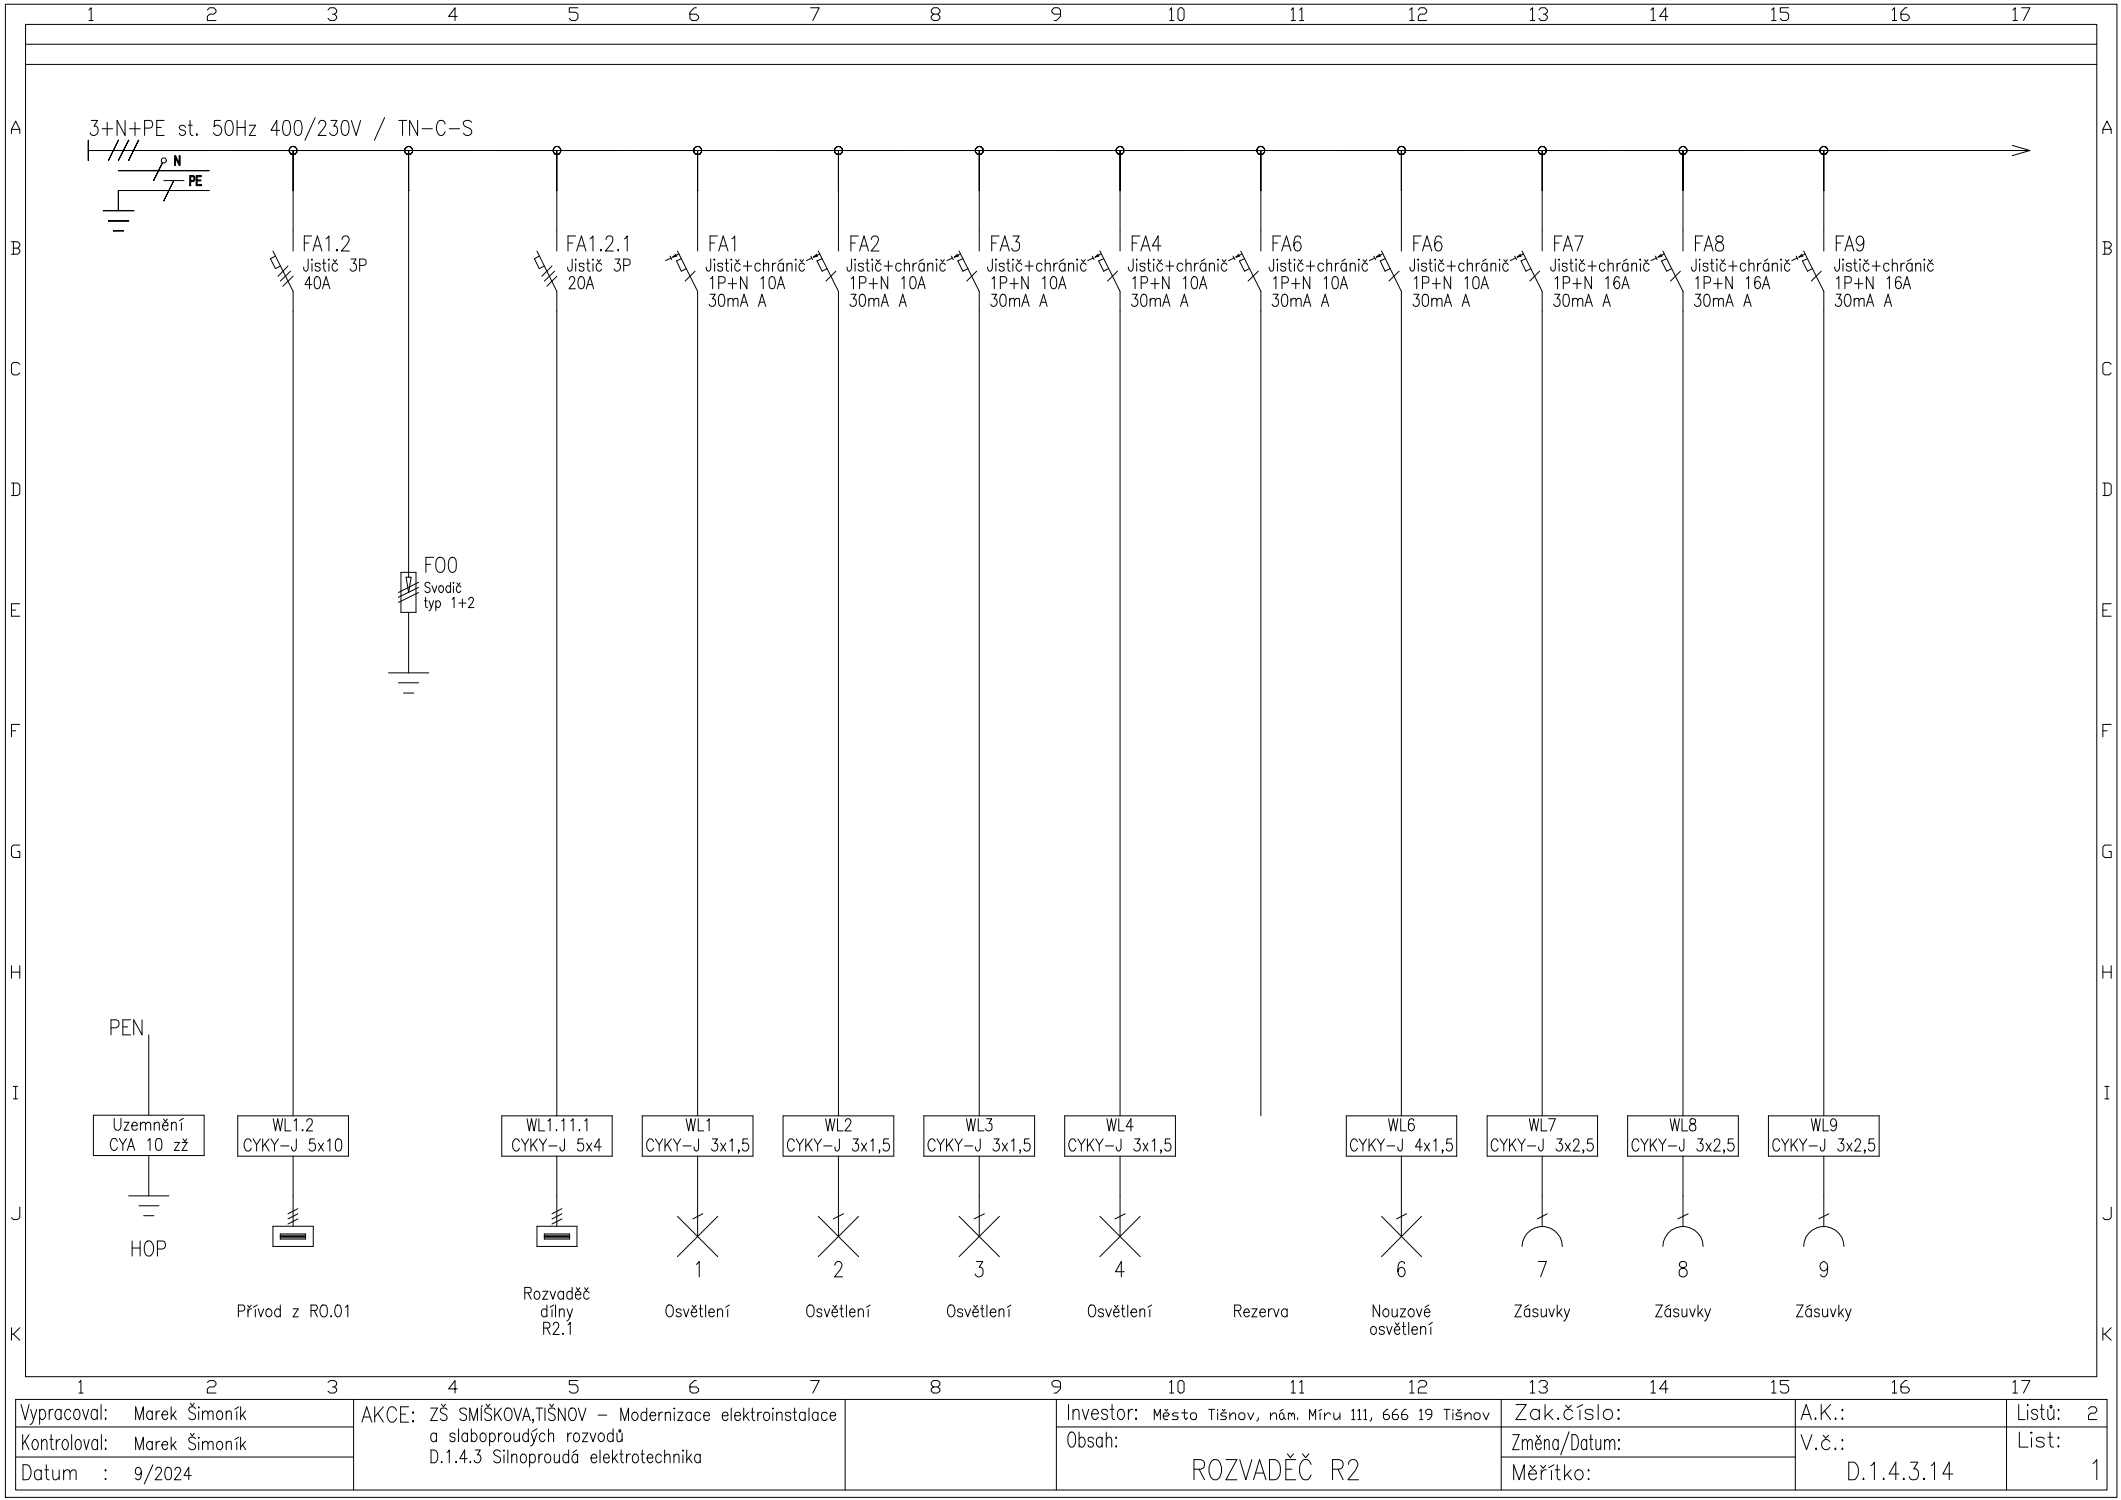 1 2 3 4 5 6 7 8 9 10 11 12 13 14 15 16 17
A A
3+N+PE st. 50Hz 400/230V / TN-C-S
N
PE
B B
FA1.2
Jistič 3P
40A
FA1.2.1
Jistič 3P
20A
FA1
Jistič+chránič
1P+N 10A
30mA A
FA2
Jistič+chránič
1P+N 10A
30mA A
FA3
Jistič+chránič
1P+N 10A
30mA A
FA4
Jistič+chránič
1P+N 10A
30mA A
FA6
Jistič+chránič
1P+N 10A
30mA A
FA6
Jistič+chránič
1P+N 10A
30mA A
FA7
Jistič+chránič
1P+N 16A
30mA A
FA8
Jistič+chránič
1P+N 16A
30mA A
FA9
Jistič+chránič
1P+N 16A
30mA A
C C
D D
FO0
Svodič
typ 1+2
E E
F F
G G
H H
PEN
I I
Uzemnění
CYA 10 zž
WL1.2
CYKY-J 5x10
WL1.11.1
CYKY-J 5x4
WL1
CYKY-J 3x1,5
WL2
CYKY-J 3x1,5
WL3
CYKY-J 3x1,5
WL4
CYKY-J 3x1,5
WL6
CYKY-J 4x1,5
WL7
CYKY-J 3x2,5
WL8
CYKY-J 3x2,5
WL9
CYKY-J 3x2,5
J J
HOP
1 2 3 4 6 7 8 9
Přívod z RO.01
Rozvaděč
dílny
R2.1
Osvětlení
Osvětlení
Osvětlení
Osvětlení
Rezerva
Nouzové
osvětlení
Zásuvky
Zásuvky
Zásuvky
K K
1 2 3 4 5 6 7 8 9 10 11 12 13 14 15 16 17
Vypracoval: Marek Šimoník
Kontroloval: Marek Šimoník
Datum : 9/2024
AKCE: ZŠ SMÍŠKOVA,TIŠNOV - Modernizace elektroinstalace
a slaboproudých rozvodů
D.1.4.3 Silnoproudá elektrotechnika
Investor: Město Tišnov, nám. Míru 111, 666 19 Tišnov
Obsah:
ROZVADĚČ R2
Zak.číslo:
Změna/Datum:
Měřítko:
A.K.:
V.č.:
D.1.4.3.14
Listů: 2
List:
1